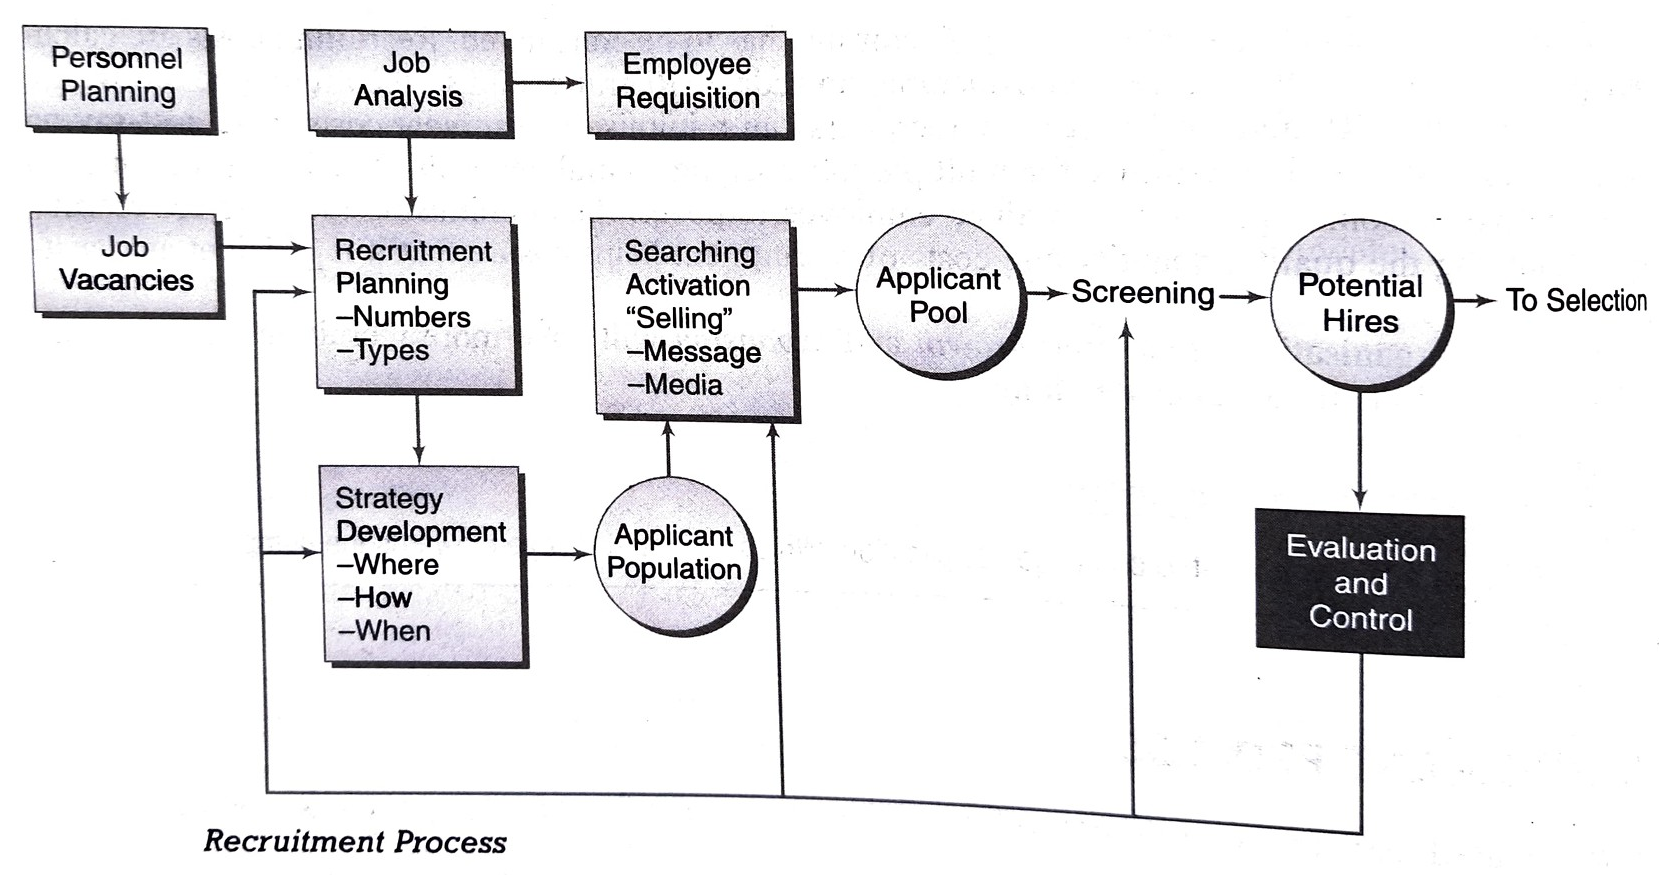 Personnel
Planning
Job
Analysis
Employee
Requisition
Job
Vacancies
Recruitment
Planning
–Numbers
–Types
Searching
Activation
“Selling”
–Message
–Media
Applicant
Pool
Screening
Potential
Hires
To Selection
Strategy
Development
–Where
–How
–When
Applicant
Population
Evaluation
and
Control
Recruitment Process